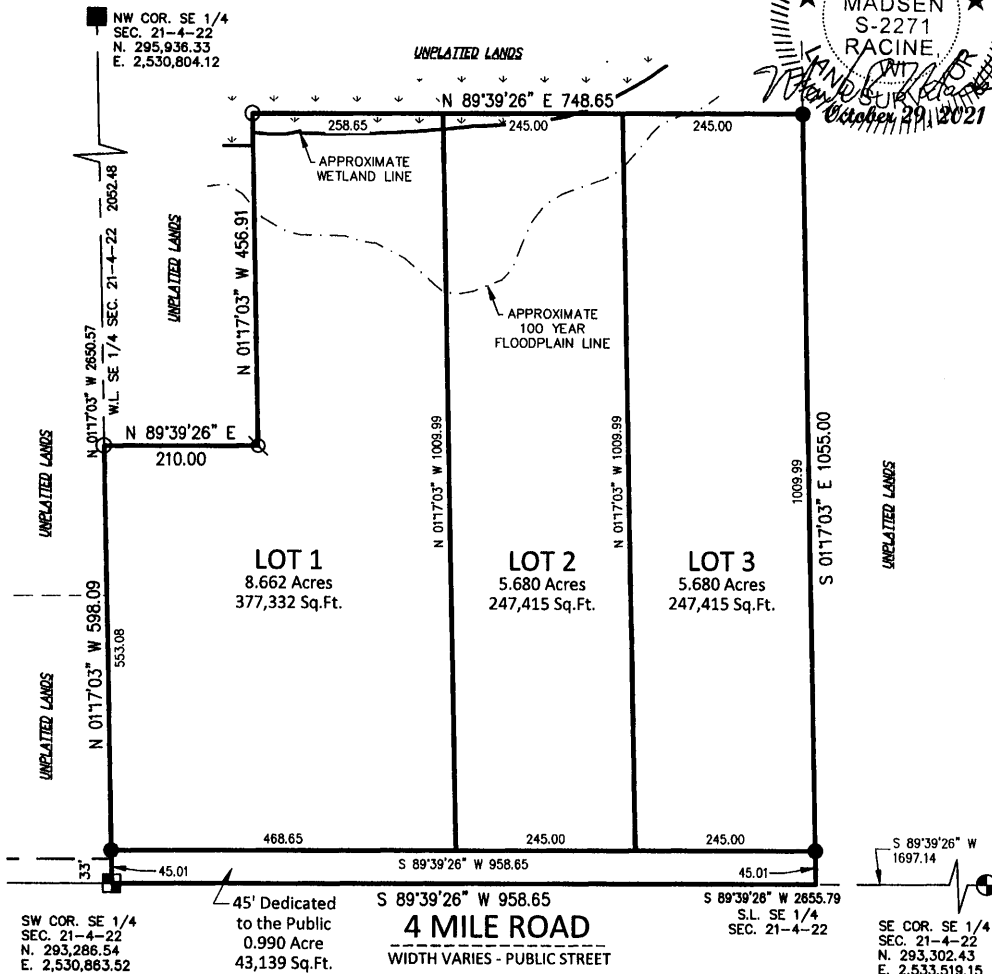 NW COR. SE 1/4
SEC. 21-4-22
N. 295,936.33
E. 2,530,804.12
UNPLATTED LANDS
MADSEN
S-2271
RACINE,
WI
LAND SURVEYOR
October 29, 2021
N 89°39'26" E 748.65
258.65
245.00
245.00
APPROXIMATE
WETLAND LINE
2052.48
W.L. SE 1/4 SEC. 21-4-22
N 01°17'03" W 2650.57
UNPLATTED LANDS
N 01°17'03" W 456.91
APPROXIMATE
100 YEAR
FLOODPLAIN LINE
N 89°39'26" E
210.00
UNPLATTED LANDS
N 01°17'03" W 1009.99
N 01°17'03" W 1009.99
1009.99
S 01°17'03" E 1055.00
UNPLATTED LANDS
LOT 1
8.662 Acres
377,332 Sq.Ft.
LOT 2
5.680 Acres
247,415 Sq.Ft.
LOT 3
5.680 Acres
247,415 Sq.Ft.
N 01°17'03" W 598.09
553.08
UNPLATTED LANDS
468.65
245.00
245.00
33'
45.01
S 89°39'26" W 958.65
45.01
S 89°39'26" W
1697.14
S 89°39'26" W 958.65
S 89°39'26" W 2655.79
S.L. SE 1/4
SEC. 21-4-22
45' Dedicated
to the Public
0.990 Acre
43,139 Sq.Ft.
4 MILE ROAD
WIDTH VARIES - PUBLIC STREET
SW COR. SE 1/4
SEC. 21-4-22
N. 293,286.54
E. 2,530,863.52
SE COR. SE 1/4
SEC. 21-4-22
N. 293,302.43
E. 2,533,519.15